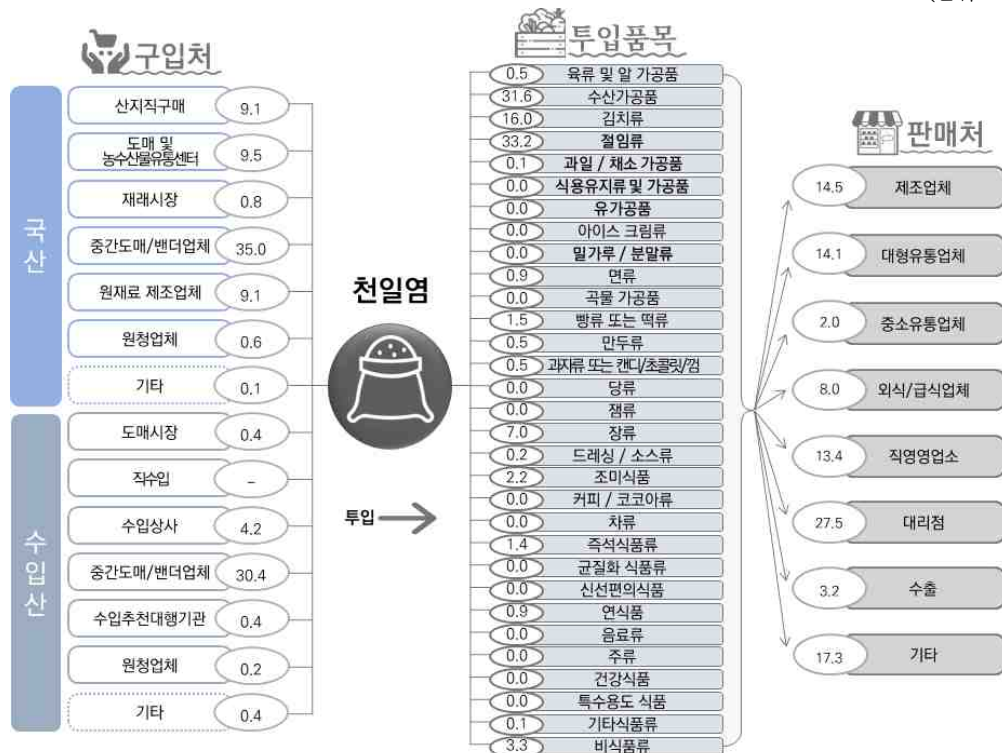 구입처
국산
산지직구매 9.1
도매 및
농수산물유통센터 9.5
재래시장 0.8
중간도매/밴더업체 35.0
원재료 제조업체 9.1
원청업체 0.6
기타 0.1
수입산
도매시장 0.4
직수입 –
수입상사 4.2
중간도매/밴더업체 30.4
수입추천대행기관 0.4
원청업체 0.2
기타 0.4
천일염
투입
투입품목
0.5 육류 및 알 가공품
31.6 수산가공품
16.0 김치류
33.2 절임류
0.1 과일 / 채소 가공품
0.0 식용유지류 및 가공품
0.0 유가공품
0.0 아이스 크림류
0.0 밀가루 / 분말류
0.9 면류
0.0 곡물 가공품
1.5 빵류 또는 떡류
0.5 만두류
0.5 과자류 또는 캔디/초콜릿/껌
0.0 당류
0.0 잼류
7.0 장류
0.2 드레싱 / 소스류
2.2 조미식품
0.0 커피 / 코코아류
0.0 차류
1.4 즉석식품류
0.0 균질화 식품류
0.0 신선편의식품
0.9 연식품
0.0 음료류
0.0 주류
0.0 건강식품
0.0 특수용도 식품
0.1 기타식품류
3.3 비식품류
판매처
14.5 제조업체
14.1 대형유통업체
2.0 중소유통업체
8.0 외식/급식업체
13.4 직영영업소
27.5 대리점
3.2 수출
17.3 기타